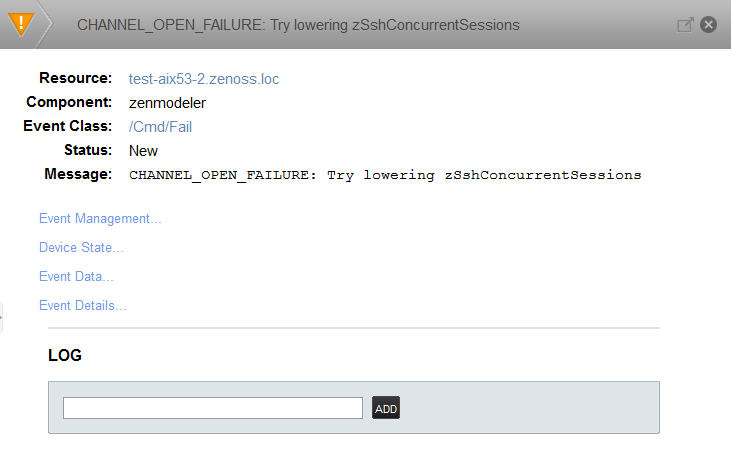 CHANNEL_OPEN_FAILURE: Try lowering zSshConcurrentSessions
Resource: test-aix53-2.zenoss.loc
Component: zenmodeler
Event Class: /Cmd/Fail
Status: New
Message: CHANNEL_OPEN_FAILURE: Try lowering zSshConcurrentSessions
Event Management...
Device State...
Event Data...
Event Details...
LOG
ADD